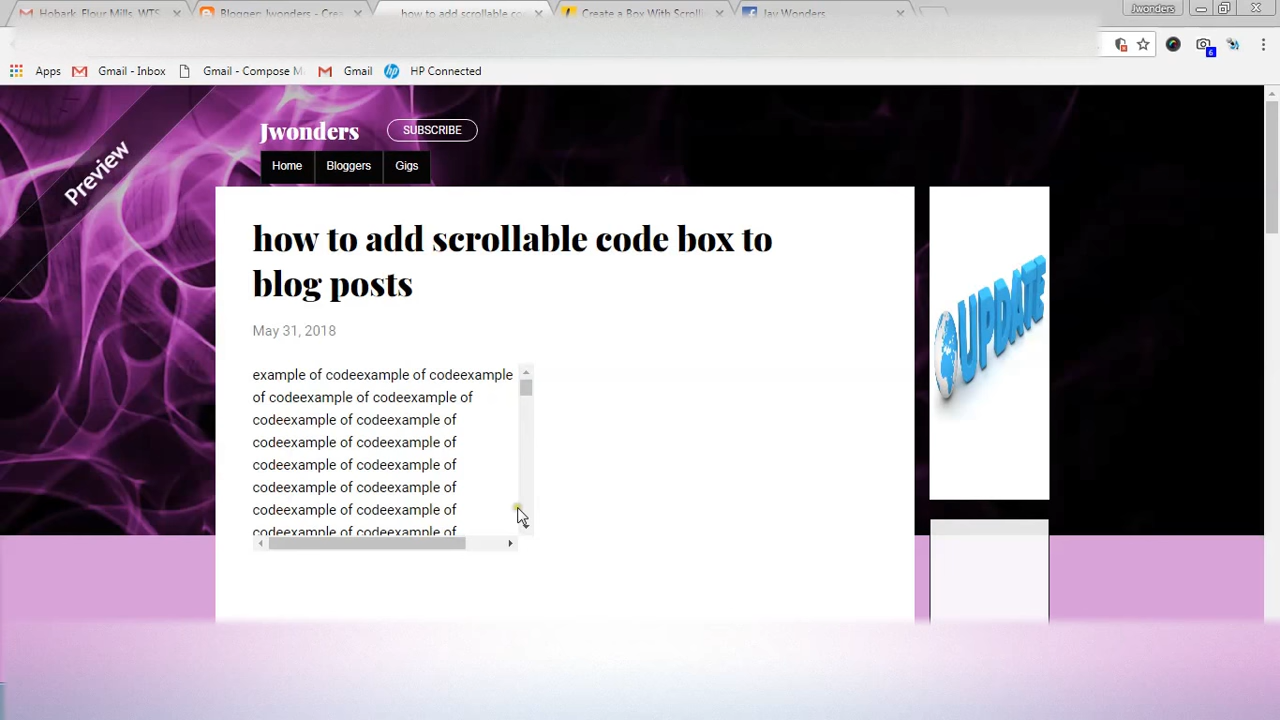 Hobark Flour Mills, WTS
Blogger: Jwonders - Crea
how to add scrollable co
Create a Box With Scrolli
Jay Wonders
Jwonders
6
Apps
Gmail - Inbox
Gmail - Compose Ma
Gmail
HP Connected
Preview
Jwonders
SUBSCRIBE
Home
Bloggers
Gigs
how to add scrollable code box to
blog posts
May 31, 2018
UPDATE
example of codeexample of codeexample
of codeexample of codeexample of
codeexample of codeexample of
codeexample of codeexample of
codeexample of codeexample of
codeexample of codeexample of
codeexample of codeexample of
codeexample of codeexample of